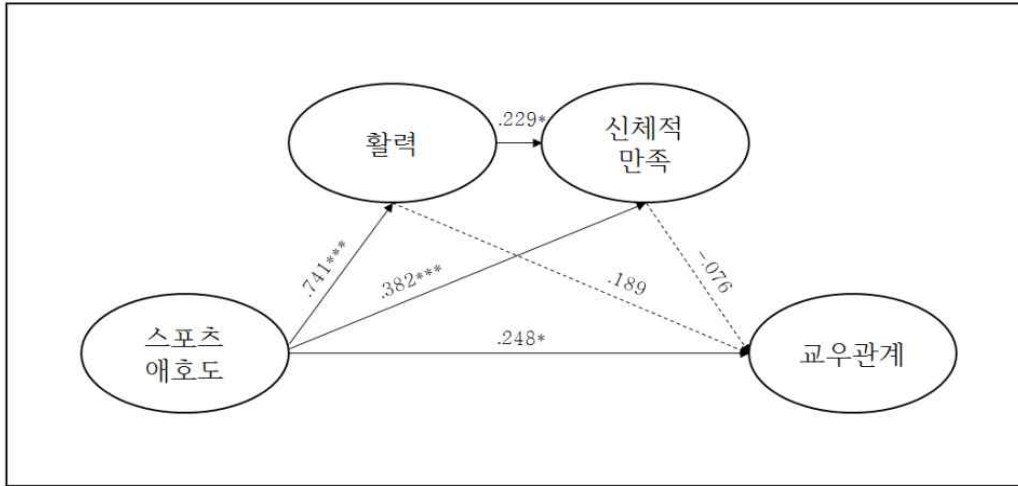 활력
.229*
신체적
만족
.741***
.382***
.189
-.076
스포츠
애호도
.248*
교우관계